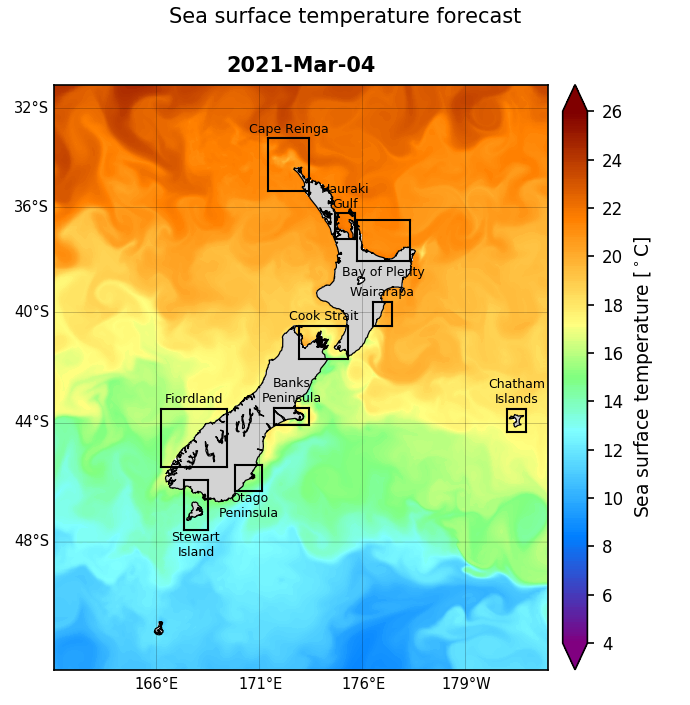 Sea surface temperature forecast
2021-Mar-04
32°S
36°S
40°S
44°S
48°S
Cape Reinga
Hauraki
Gulf
Bay of Plenty
Wairarapa
Cook Strait
Banks
Peninsula
Fiordland
Chatham
Islands
Otago
Peninsula
Stewart
Island
166°E
171°E
176°E
179°W
26
24
22
20
18
16
14
12
10
8
6
4
Sea surface temperature [°C]